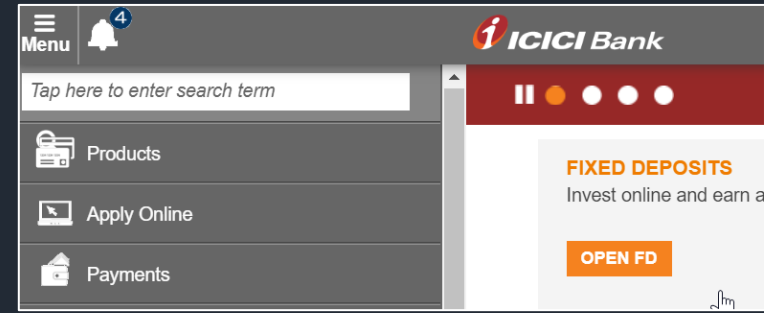 4
Menu
ICICI Bank
Tap here to enter search term
Products
FIXED DEPOSITS
Invest online and earn a
Apply Online
OPEN FD
Payments